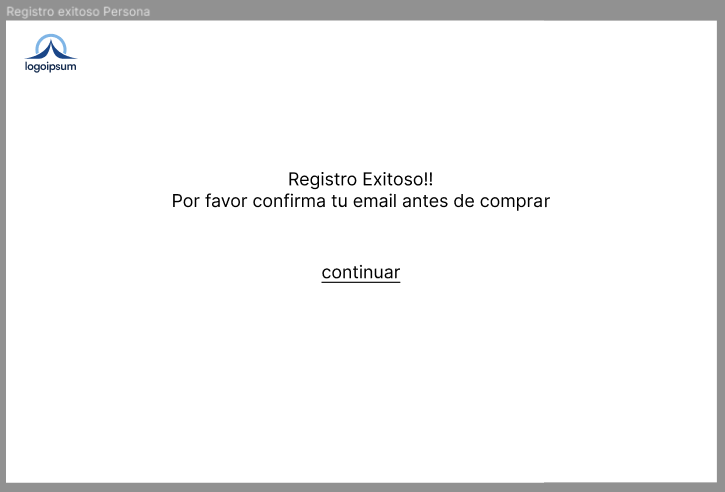 Registro exitoso Persona
logoipsum
Registro Exitoso!!
Por favor confirma tu email antes de comprar
continuar